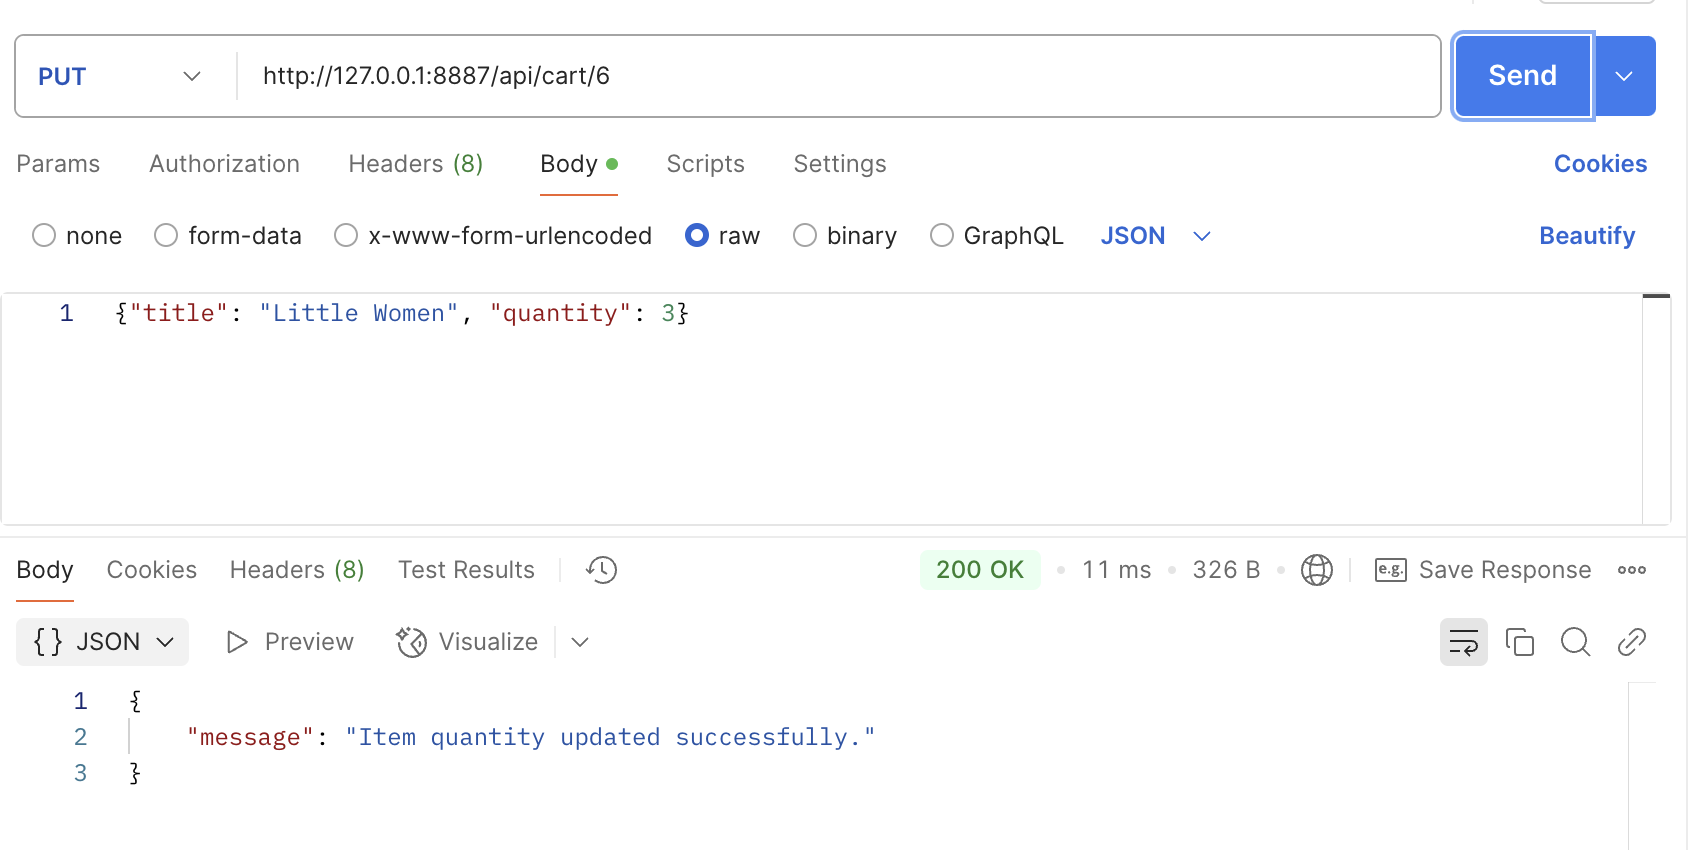 PUT http://127.0.0.1:8887/api/cart/6 Send
Params Authorization Headers (8) Body Scripts Settings Cookies
none form-data x-www-form-urlencoded raw binary GraphQL JSON Beautify
1 {"title": "Little Women", "quantity": 3}
Body Cookies Headers (8) Test Results 200 OK • 11 ms • 326 B • e.g. Save Response
{} JSON Preview Visualize
1 {
2 "message": "Item quantity updated successfully."
3 }